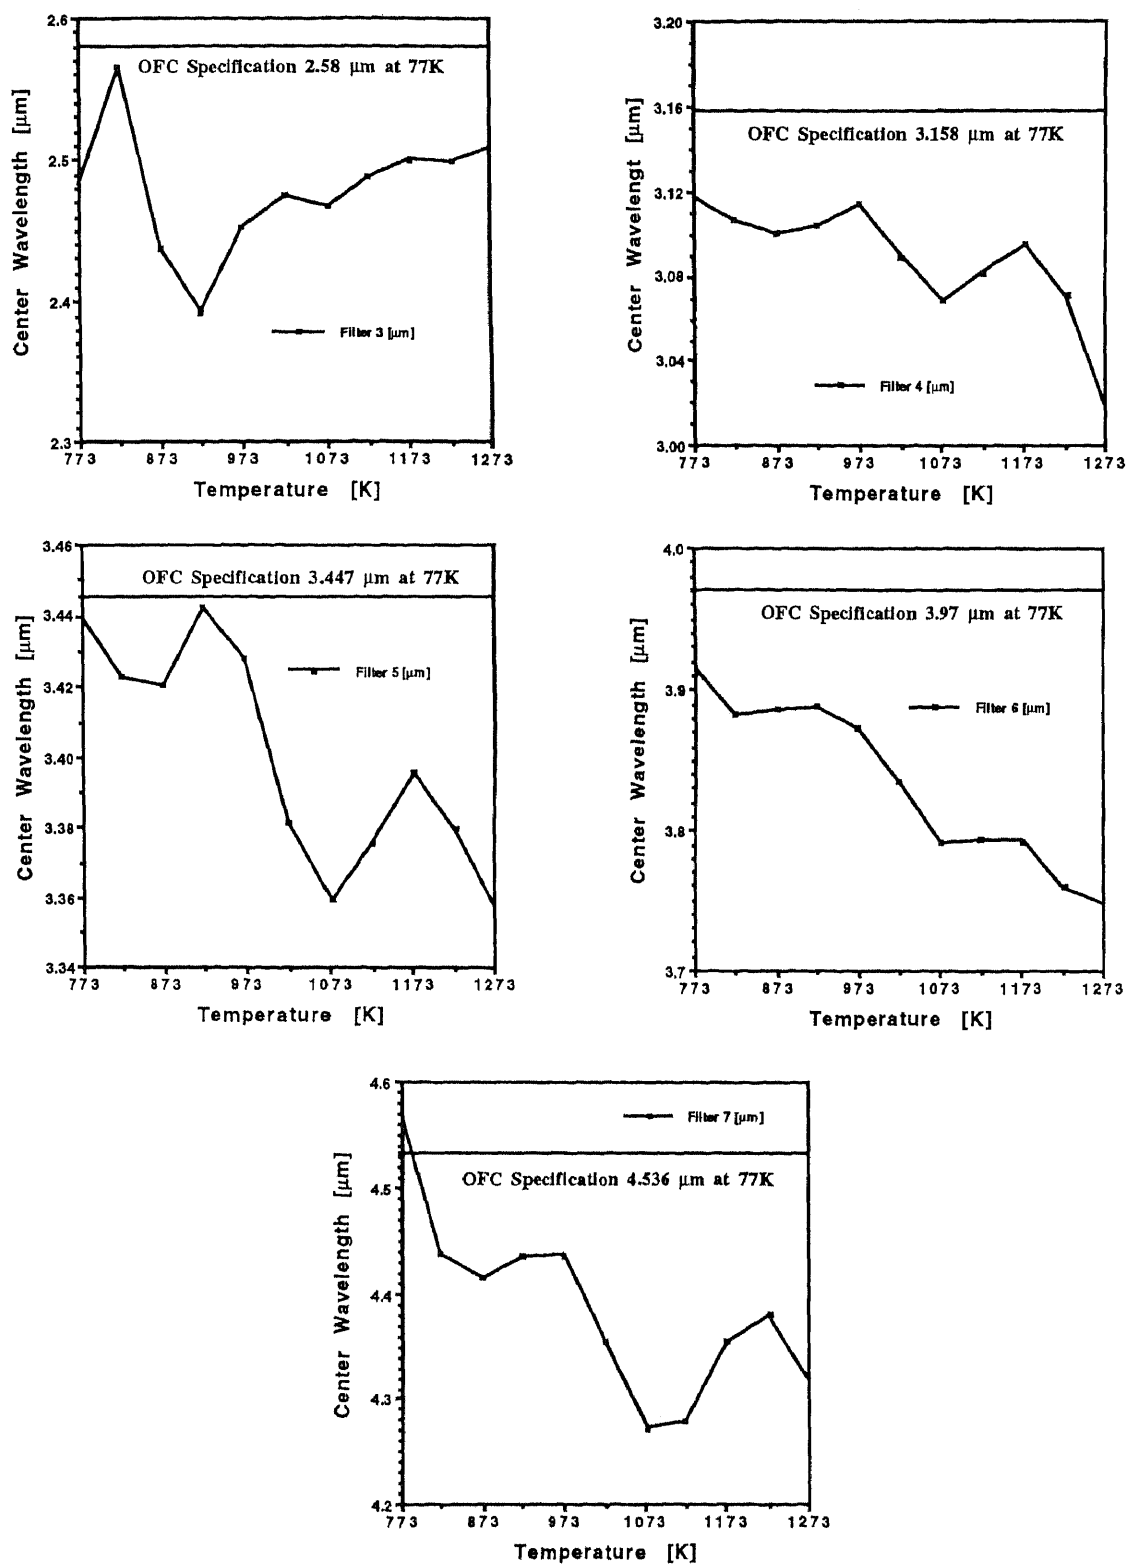 2.6
OFC Specification 2.58 μm at 77K
2.5
2.4
2.3
Center Wavelength [μm]
Filter 3 [μm]
773 873 973 1073 1173 1273
Temperature [K]
3.20
3.16
OFC Specification 3.158 μm at 77K
3.12
3.08
3.04
3.00
Center Wavelengt [μm]
Filter 4 [μm]
773 873 973 1073 1173 1273
Temperature [K]
3.46
OFC Specification 3.447 μm at 77K
3.44
3.42
3.40
3.38
3.36
3.34
Center Wavelength [μm]
Filter 5 [μm]
773 873 973 1073 1173 1273
Temperature [K]
4.0
OFC Specification 3.97 μm at 77K
3.9
3.8
3.7
Center Wavelength [μm]
Filter 6 [μm]
773 873 973 1073 1173 1273
Temperature [K]
4.6
Filter 7 [μm]
OFC Specification 4.536 μm at 77K
4.5
4.4
4.3
4.2
Center Wavelength [μm]
773 873 973 1073 1173 1273
Temperature [K]